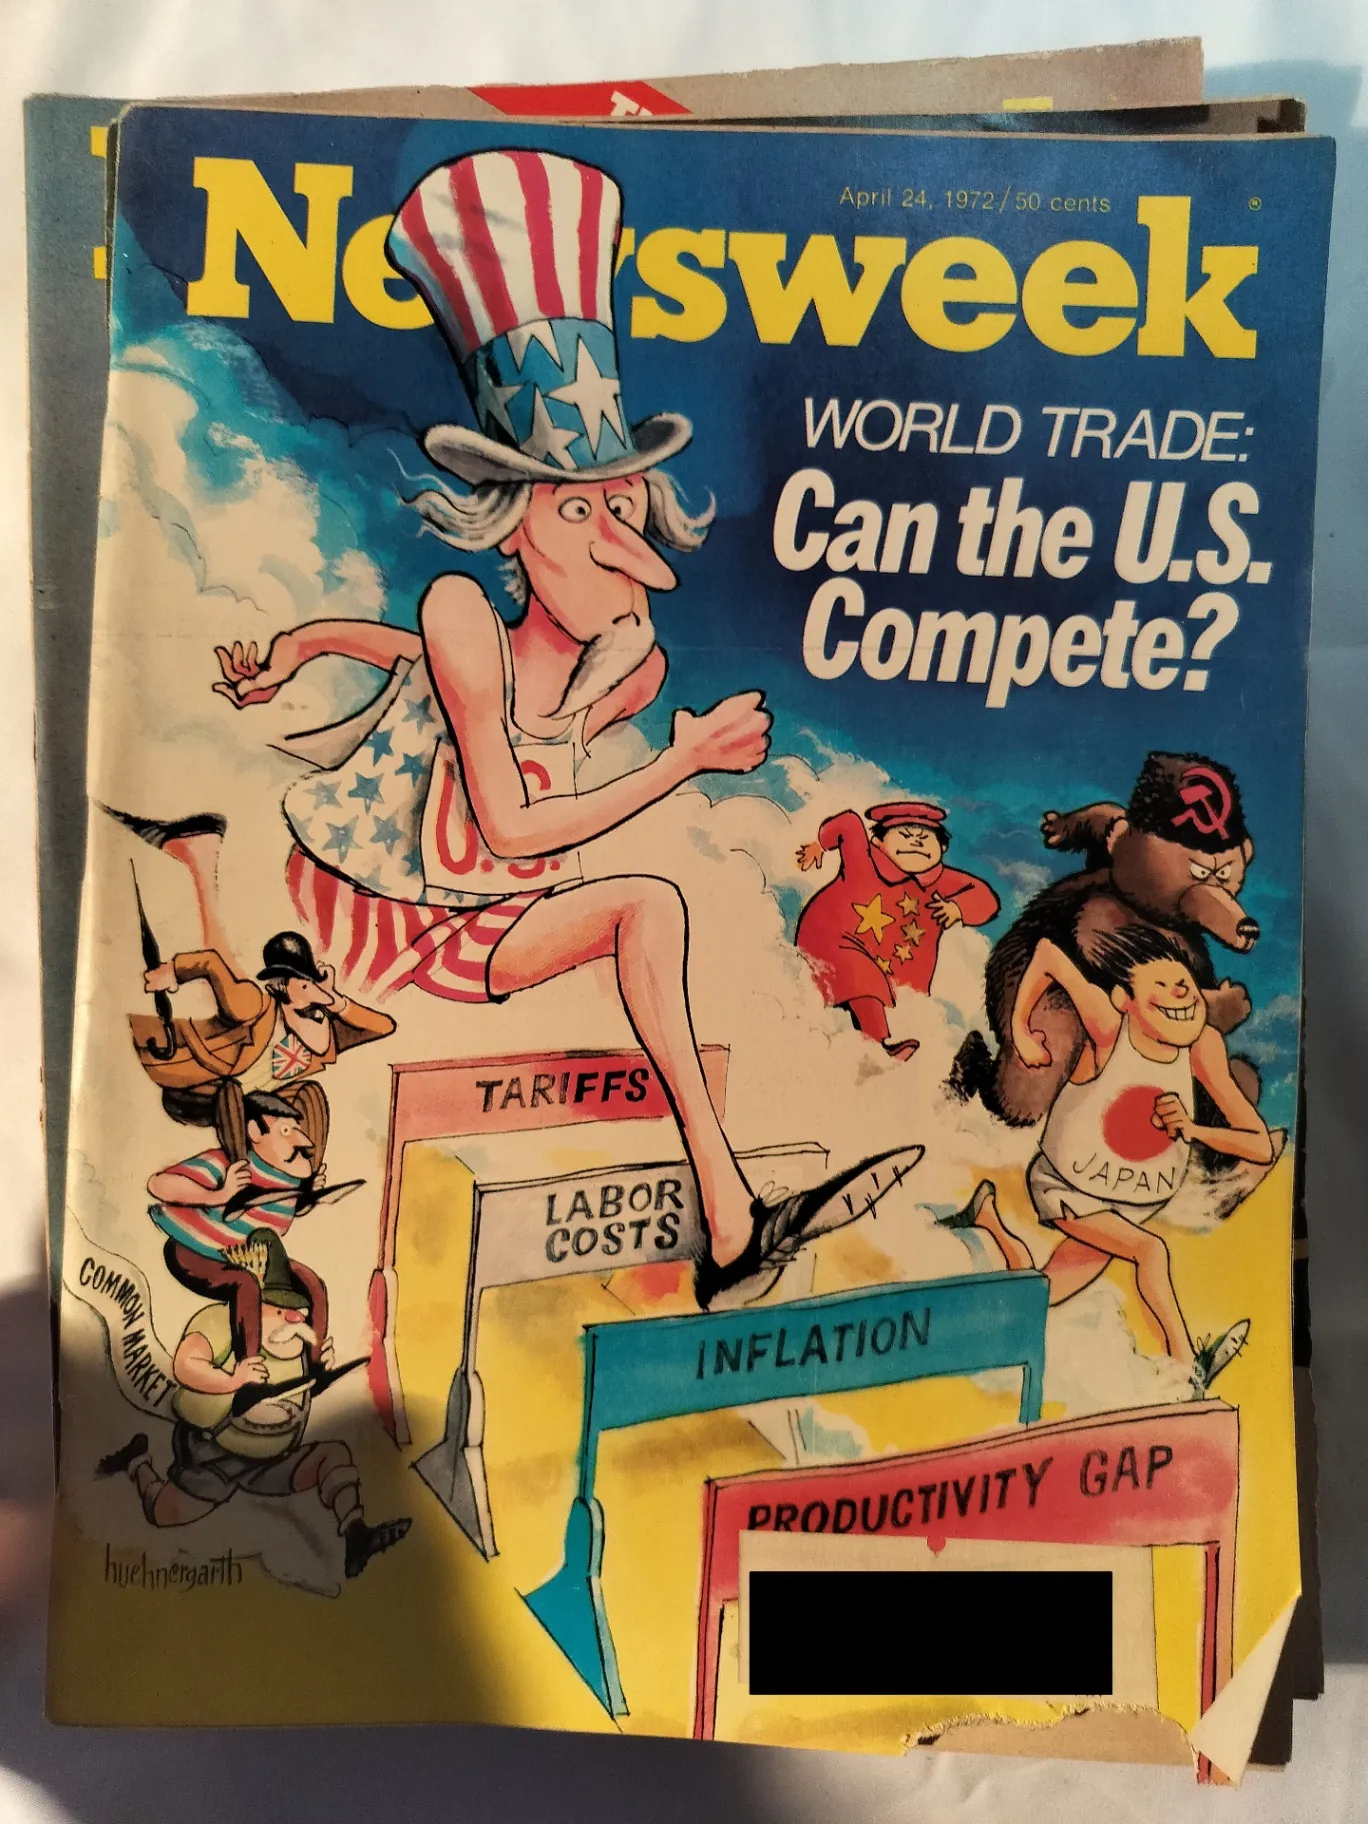 April 24, 1972/50 cents
Newsweek
WORLD TRADE:
Can the U.S.
Compete?
U.S.
JAPAN
TARIFFS
LABOR
COSTS
INFLATION
PRODUCTIVITY GAP
COMMON MARKET
huehnergarth